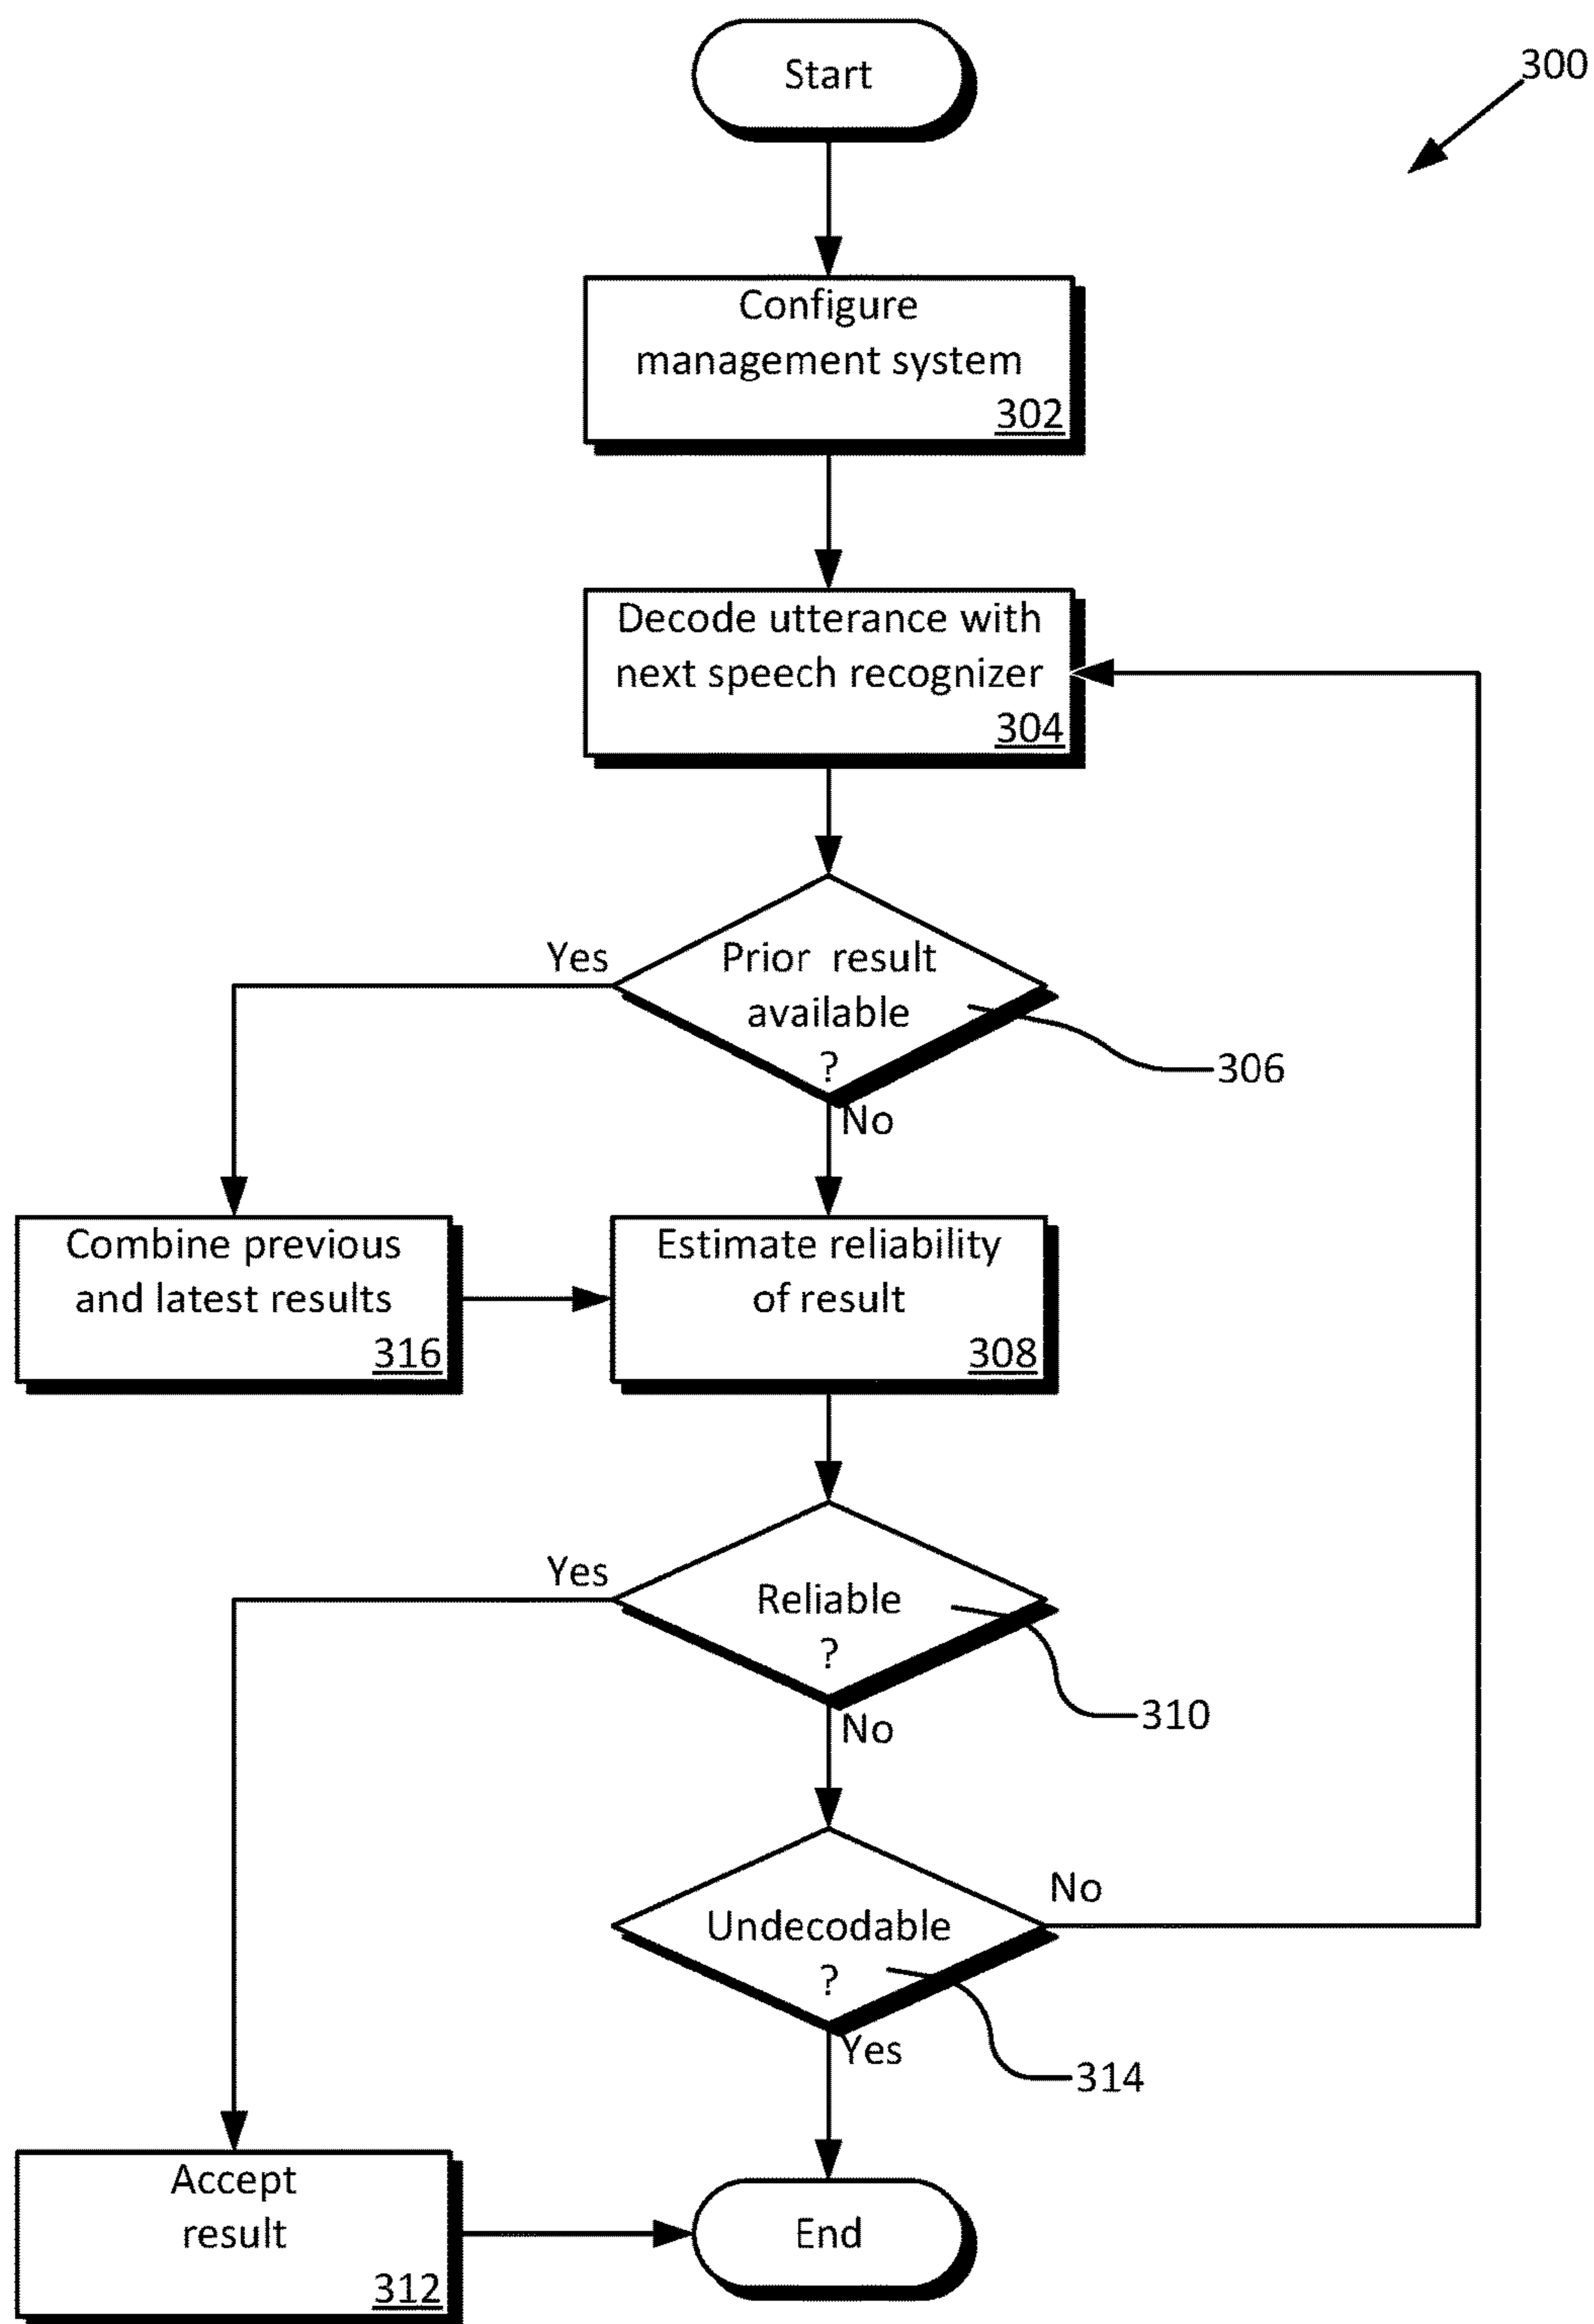 Start
300
Configure
management system
302
Decode utterance with
next speech recognizer
304
Yes
Prior result
available
?
306
No
Combine previous
and latest results
316
Estimate reliability
of result
308
Yes
Reliable
?
310
No
Undecodable
?
No
314
Yes
Accept
result
312
End